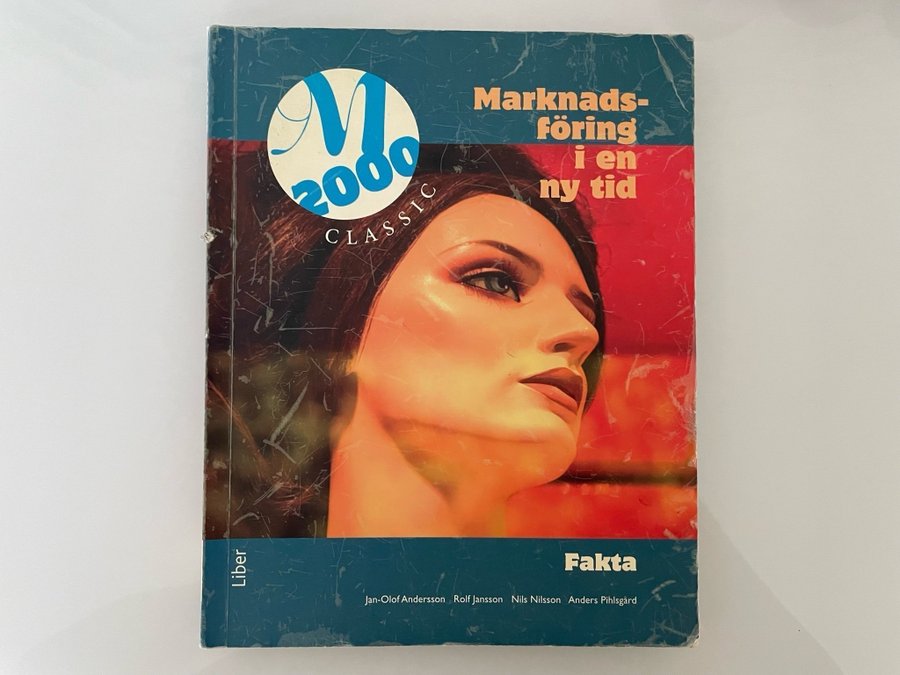 M
2000
CLASSIC
Marknads-
föring
i en
ny tid
Fakta
Liber
Jan-Olof Andersson Rolf Jansson Nils Nilsson Anders Pihlsgård